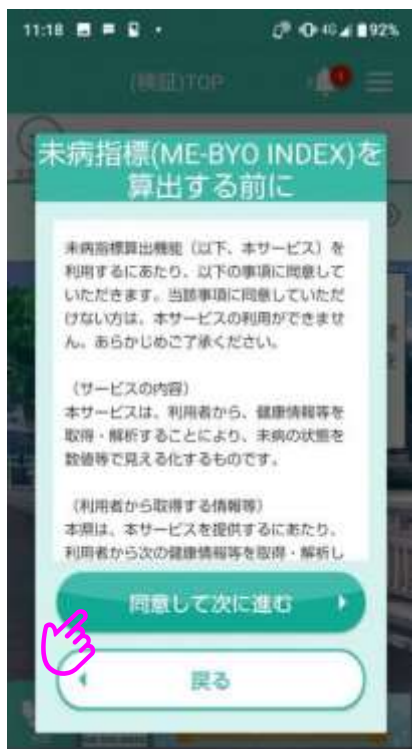 11:18
4G
92%
(検証)TOP
未病指標(ME-BYO INDEX)を
算出する前に
未病指標算出機能（以下、本サービス）を
利用するにあたり、以下の事項に同意して
いただきます。当該事項に同意していただ
けない方は、本サービスの利用ができませ
ん。あらかじめご了承ください。
（サービスの内容）
本サービスは、利用者から、健康情報等を
取得・解析することにより、未病の状態を
数値等で見える化するものです。
（利用者から取得する情報等）
本県は、本サービスを提供するにあたり、
利用者から次の健康情報等を取得・解析し
同意して次に進む
戻る